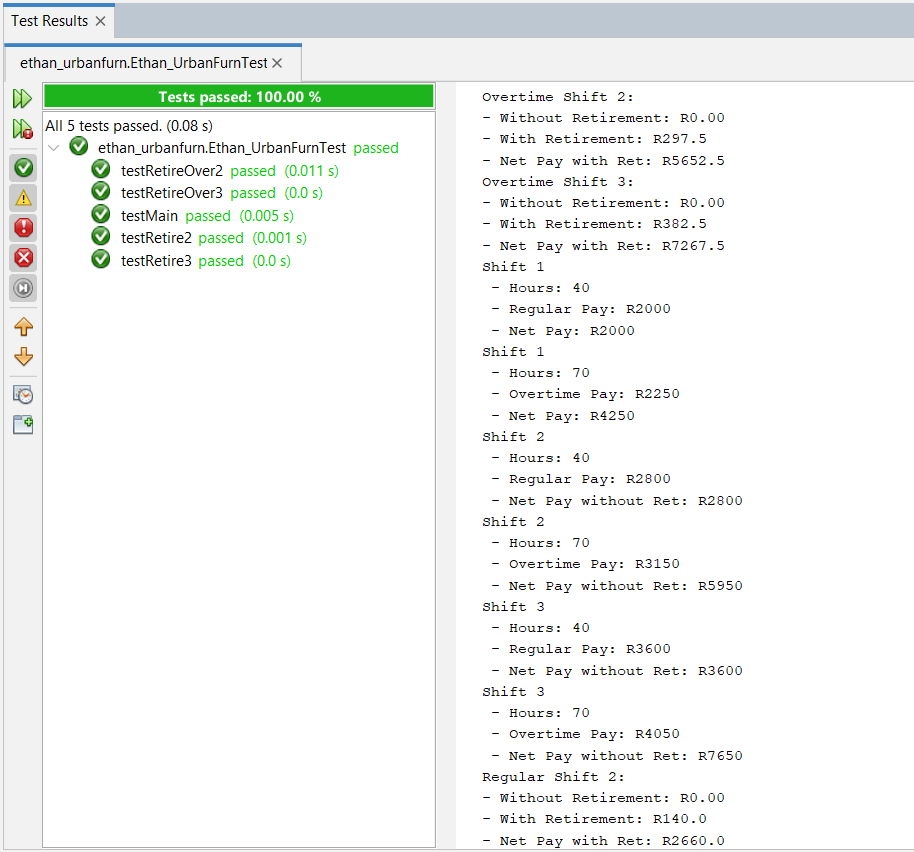 Test Results
ethan_urbanfurn.Ethan_UrbanFurnTest
Tests passed: 100.00 %
All 5 tests passed. (0.08 s)
ethan_urbanfurn.Ethan_UrbanFurnTest passed
testRetireOver2 passed (0.011 s)
testRetireOver3 passed (0.0 s)
testMain passed (0.005 s)
testRetire2 passed (0.001 s)
testRetire3 passed (0.0 s)
Overtime Shift 2:
- Without Retirement: R0.00
- With Retirement: R297.5
- Net Pay with Ret: R5652.5
Overtime Shift 3:
- Without Retirement: R0.00
- With Retirement: R382.5
- Net Pay with Ret: R7267.5
Shift 1
- Hours: 40
- Regular Pay: R2000
- Net Pay: R2000
Shift 1
- Hours: 70
- Overtime Pay: R2250
- Net Pay: R4250
Shift 2
- Hours: 40
- Regular Pay: R2800
- Net Pay without Ret: R2800
Shift 2
- Hours: 70
- Overtime Pay: R3150
- Net Pay without Ret: R5950
Shift 3
- Hours: 40
- Regular Pay: R3600
- Net Pay without Ret: R3600
Shift 3
- Hours: 70
- Overtime Pay: R4050
- Net Pay without Ret: R7650
Regular Shift 2:
- Without Retirement: R0.00
- With Retirement: R140.0
- Net Pay with Ret: R2660.0